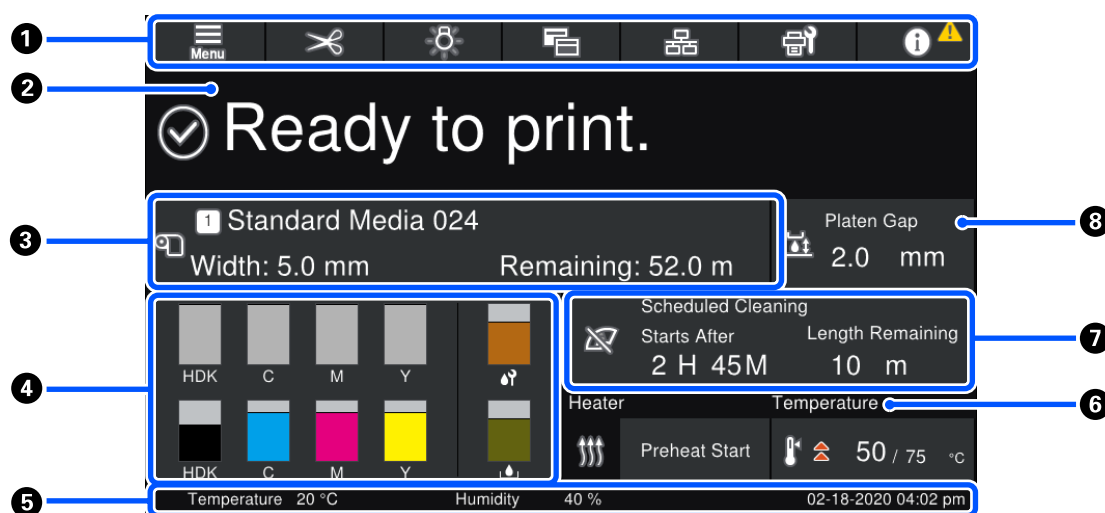 1
Menu
2
Ready to print.
3
1 Standard Media 024
Width: 5.0 mm Remaining: 52.0 m
Platen Gap
2.0 mm
8
4
HDK C M Y
HDK C M Y
Scheduled Cleaning
Starts After Length Remaining
2 H 45M 10 m
7
Heater Temperature
6
Preheat Start 50 / 75 °C
5
Temperature 20 °C Humidity 40 % 02-18-2020 04:02 pm